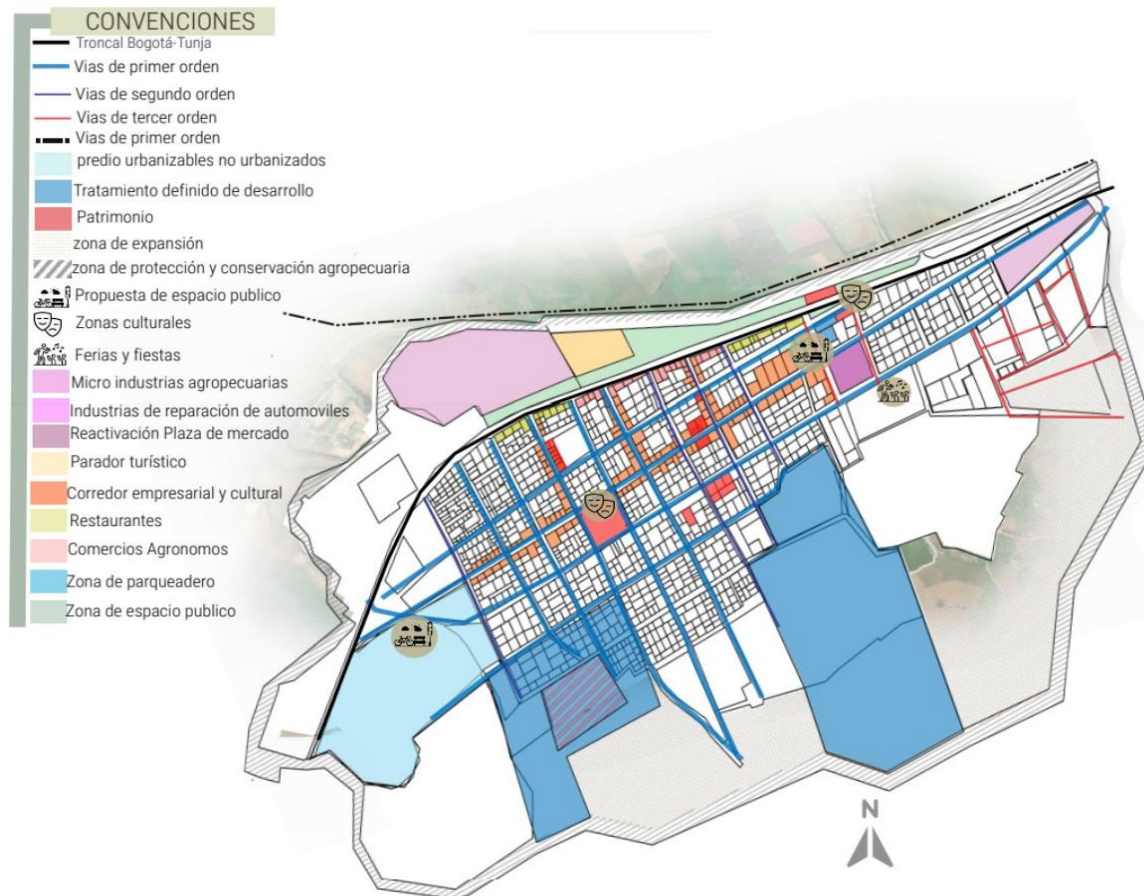 CONVENCIONES
Troncal Bogotá-Tunja
Vias de primer orden
Vias de segundo orden
Vias de tercer orden
Vias de primer orden
predio urbanizables no urbanizados
Tratamiento definido de desarrollo
Patrimonio
zona de expansión
zona de protección y conservación agropecuaria
Propuesta de espacio publico
Zonas culturales
Ferias y fiestas
Micro industrias agropecuarias
Industrias de reparación de automoviles
Reactivación Plaza de mercado
Parador turístico
Corredor empresarial y cultural
Restaurantes
Comercios Agronomos
Zona de parqueadero
Zona de espacio publico
N